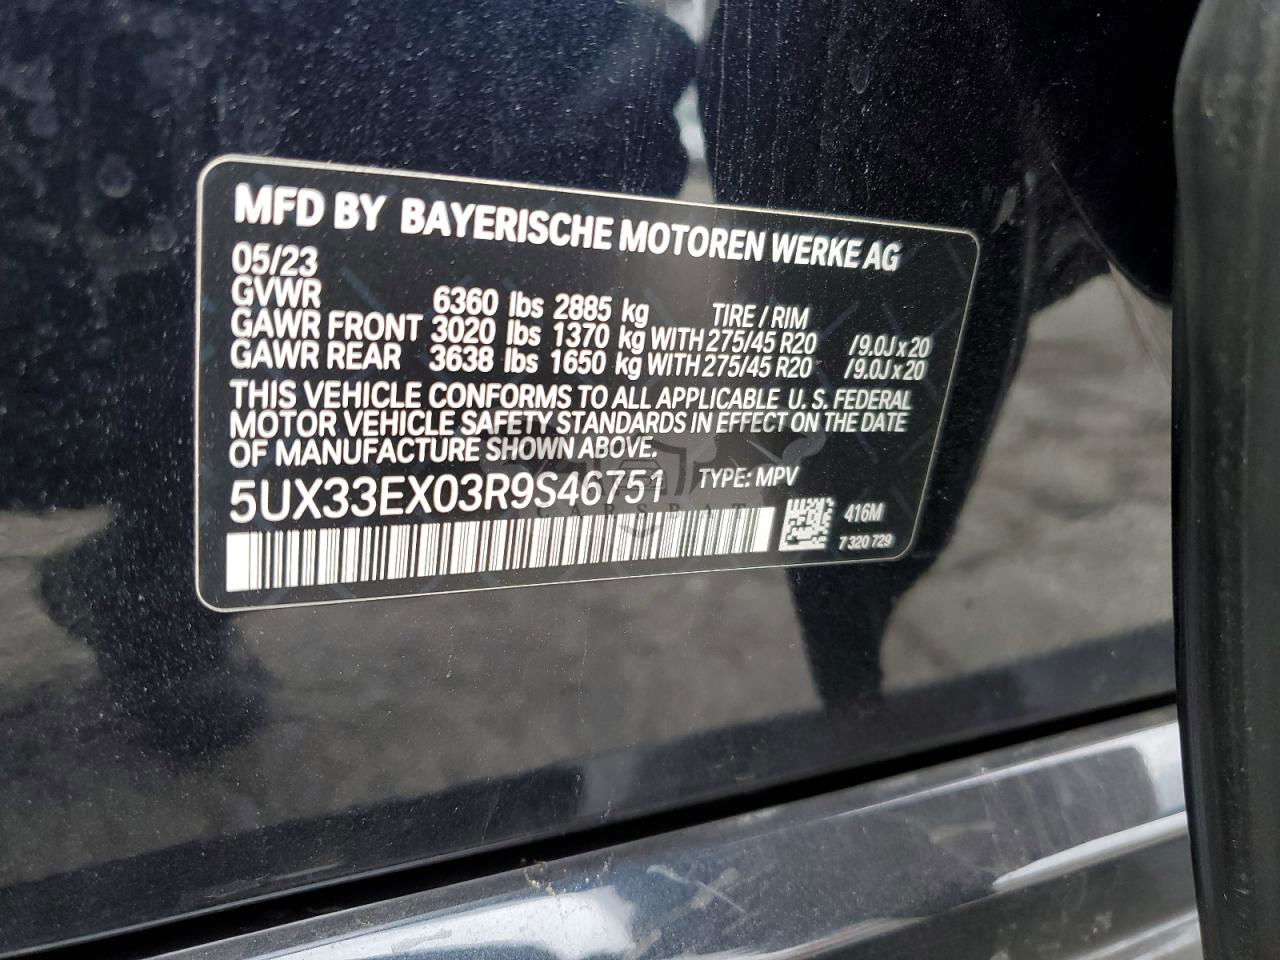 MFD BY BAYERISCHE MOTOREN WERKE AG
05/23
GVWR 6360 lbs 2885 kg TIRE / RIM
GAWR FRONT 3020 lbs 1370 kg WITH 275/45 R20 /9.0J x 20
GAWR REAR 3638 lbs 1650 kg WITH 275/45 R20 /9.0J x 20
THIS VEHICLE CONFORMS TO ALL APPLICABLE U. S. FEDERAL
MOTOR VEHICLE SAFETY STANDARDS IN EFFECT ON THE DATE
OF MANUFACTURE SHOWN ABOVE.
5UX33EX03R9S46751 TYPE: MPV
416M
7 320 729